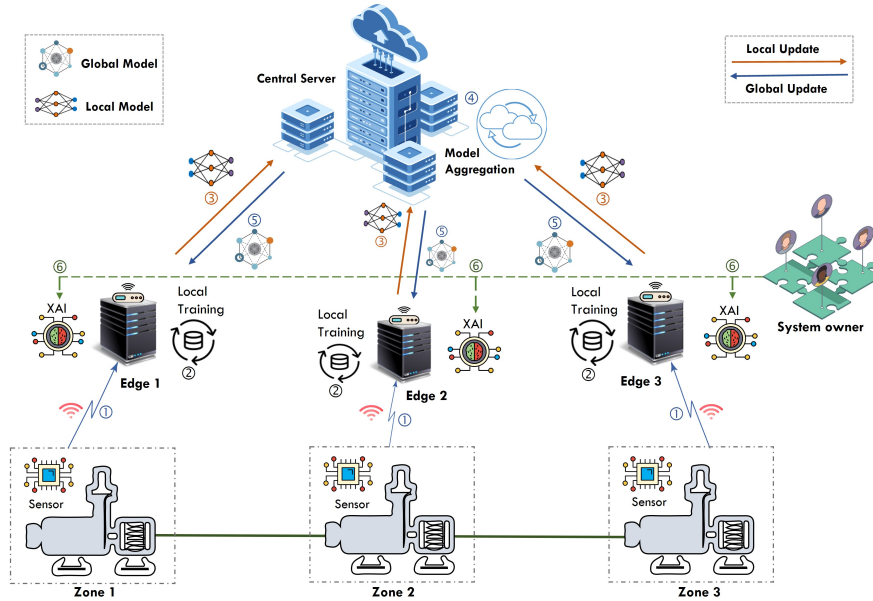 Global Model
Local Model
Central Server
④
Model
Aggregation
Local Update
Global Update
③
⑤
③
⑤
⑤
③
⑥
XAI
Local
Training
②
Edge 1
Local
Training
②
Edge 2
⑥
XAI
Local
Training
②
Edge 3
⑥
XAI
System owner
①
①
①
Sensor
Zone 1
Sensor
Zone 2
Sensor
Zone 3